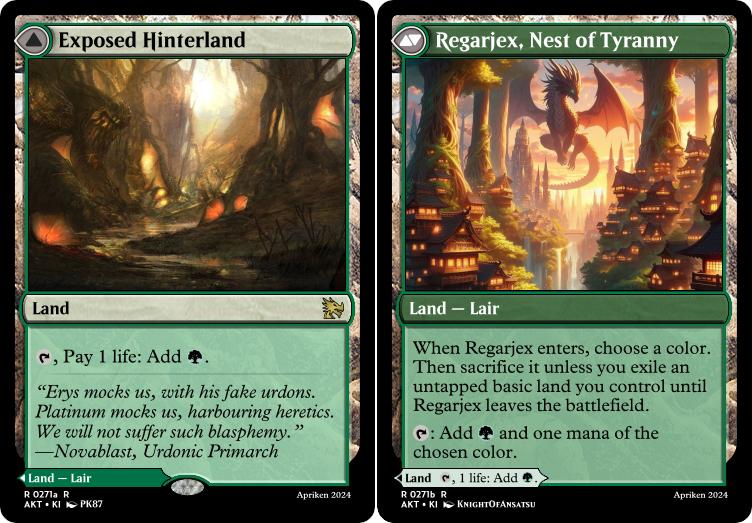 Exposed Hinterland
Land
, Pay 1 life: Add .
“Erys mocks us, with his fake urdons.
Platinum mocks us, harbouring heretics.
We will not suffer such blasphemy.”
—Novablast, Urdonic Primarch
Land — Lair
R 0271a R
AKT • KI PK87
Apriken 2024
Regarjex, Nest of Tyranny
Land — Lair
When Regarjex enters, choose a color.
Then sacrifice it unless you exile an
untapped basic land you control until
Regarjex leaves the battlefield.
: Add and one mana of the
chosen color.
Land , 1 life: Add .
R 0271b R
AKT • KI KnightOfAnsatsu
Apriken 2024